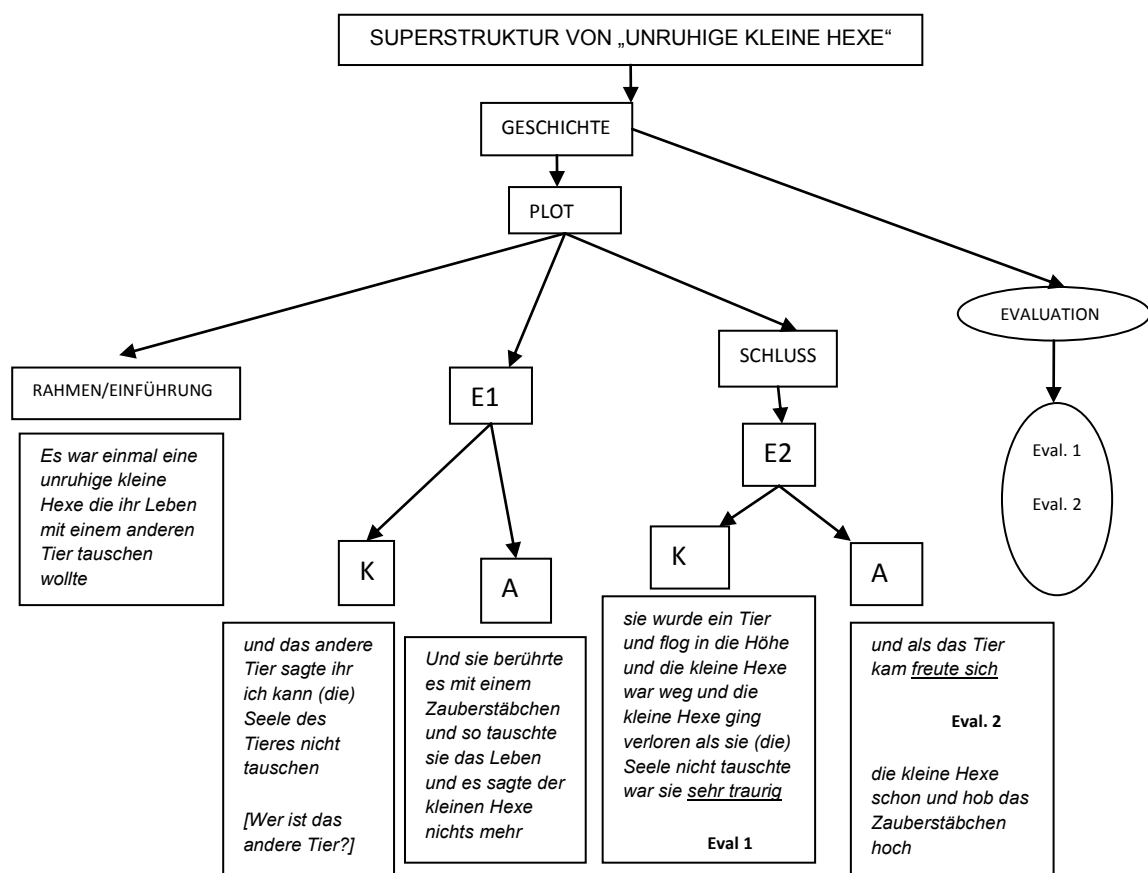 SUPERSTRUKTUR VON „UNRUHIGE KLEINE HEXE“
GESCHICHTE
PLOT
EVALUATION
SCHLUSS
RAHMEN/EINFÜHRUNG
E1
E2
Eval. 1
Eval. 2
Es war einmal eine
unruhige kleine
Hexe die ihr Leben
mit einem anderen
Tier tauschen
wollte
K
A
K
A
und das andere
Tier sagte ihr
ich kann (die)
Seele des
Tieres nicht
tauschen
[Wer ist das
andere Tier?]
Und sie berührte
es mit einem
Zauberstäbchen
und so tauschte
sie das Leben
und es sagte der
kleinen Hexe
nichts mehr
sie wurde ein Tier
und flog in die Höhe
und die kleine Hexe
war weg und die
kleine Hexe ging
verloren als sie (die)
Seele nicht tauschte
war sie sehr traurig
Eval 1
und als das Tier
kam freute sich
Eval. 2
die kleine Hexe
schon und hob das
Zauberstäbchen
hoch